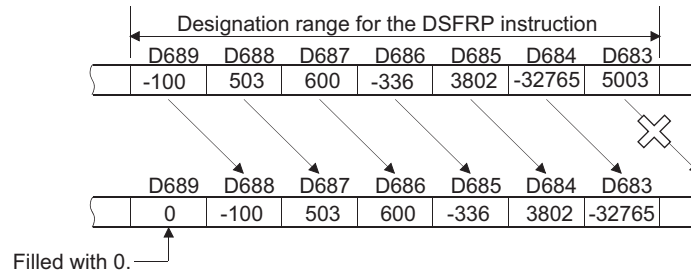 Designation range for the DSFRP instruction
D689 D688 D687 D686 D685 D684 D683
-100 503 600 -336 3802 -32765 5003
D689 D688 D687 D686 D685 D684 D683
0 -100 503 600 -336 3802 -32765
Filled with 0.